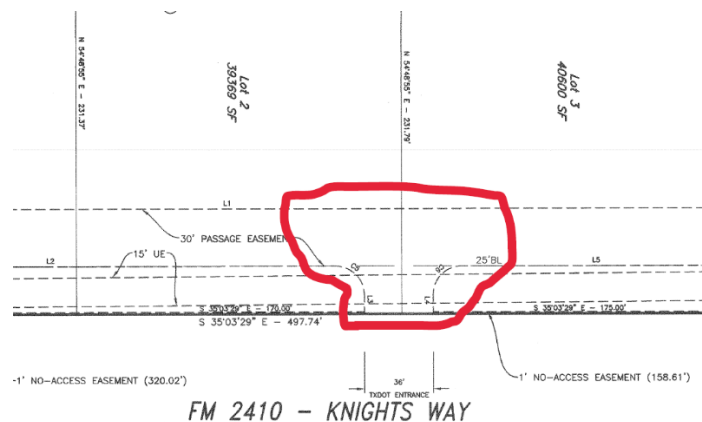 N 54°48'55" E - 231.37'
Lot 2
39369 SF
N 54°48'55" E - 231.79'
Lot 3
40600 SF
L1
30' PASSAGE EASEMENT
L2
15' UE
25'BL
L5
S 35°03'29" E - 170.00'
S 35°03'29" E - 175.00'
S 35°03'29" E - 497.74'
-1' NO-ACCESS EASEMENT (320.02')
36'
TXDOT ENTRANCE
1' NO-ACCESS EASEMENT (158.61')
FM 2410 - KNIGHTS WAY